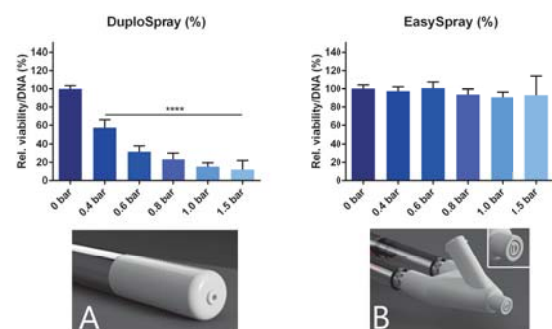 DuploSpray (%)
Rel. viability/DNA (%)
140
120
100
80
60
40
20
0
****
0 bar
0.4 bar
0.6 bar
0.8 bar
1.0 bar
1.5 bar
A
EasySpray (%)
Rel. viability/DNA (%)
140
120
100
80
60
40
20
0
0 bar
0.4 bar
0.6 bar
0.8 bar
1.0 bar
1.5 bar
B